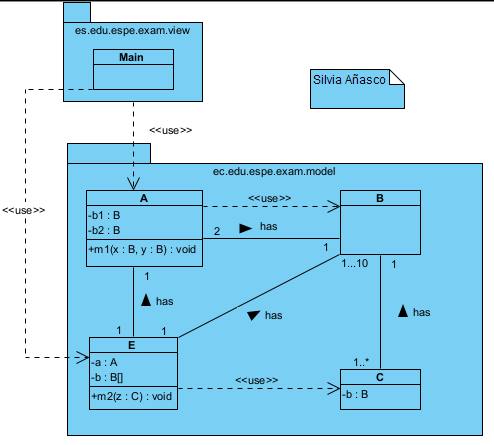 es.edu.espe.exam.view
Main
Silvia Añasco
<<use>>
ec.edu.espe.exam.model
<<use>>
A
-b1 : B
-b2 : B
+m1(x : B, y : B) : void
<<use>>
B
2
has
1
1
has
1...10
1
has
1
1
has
E
-a : A
-b : B[]
+m2(z : C) : void
<<use>>
1..*
C
-b : B